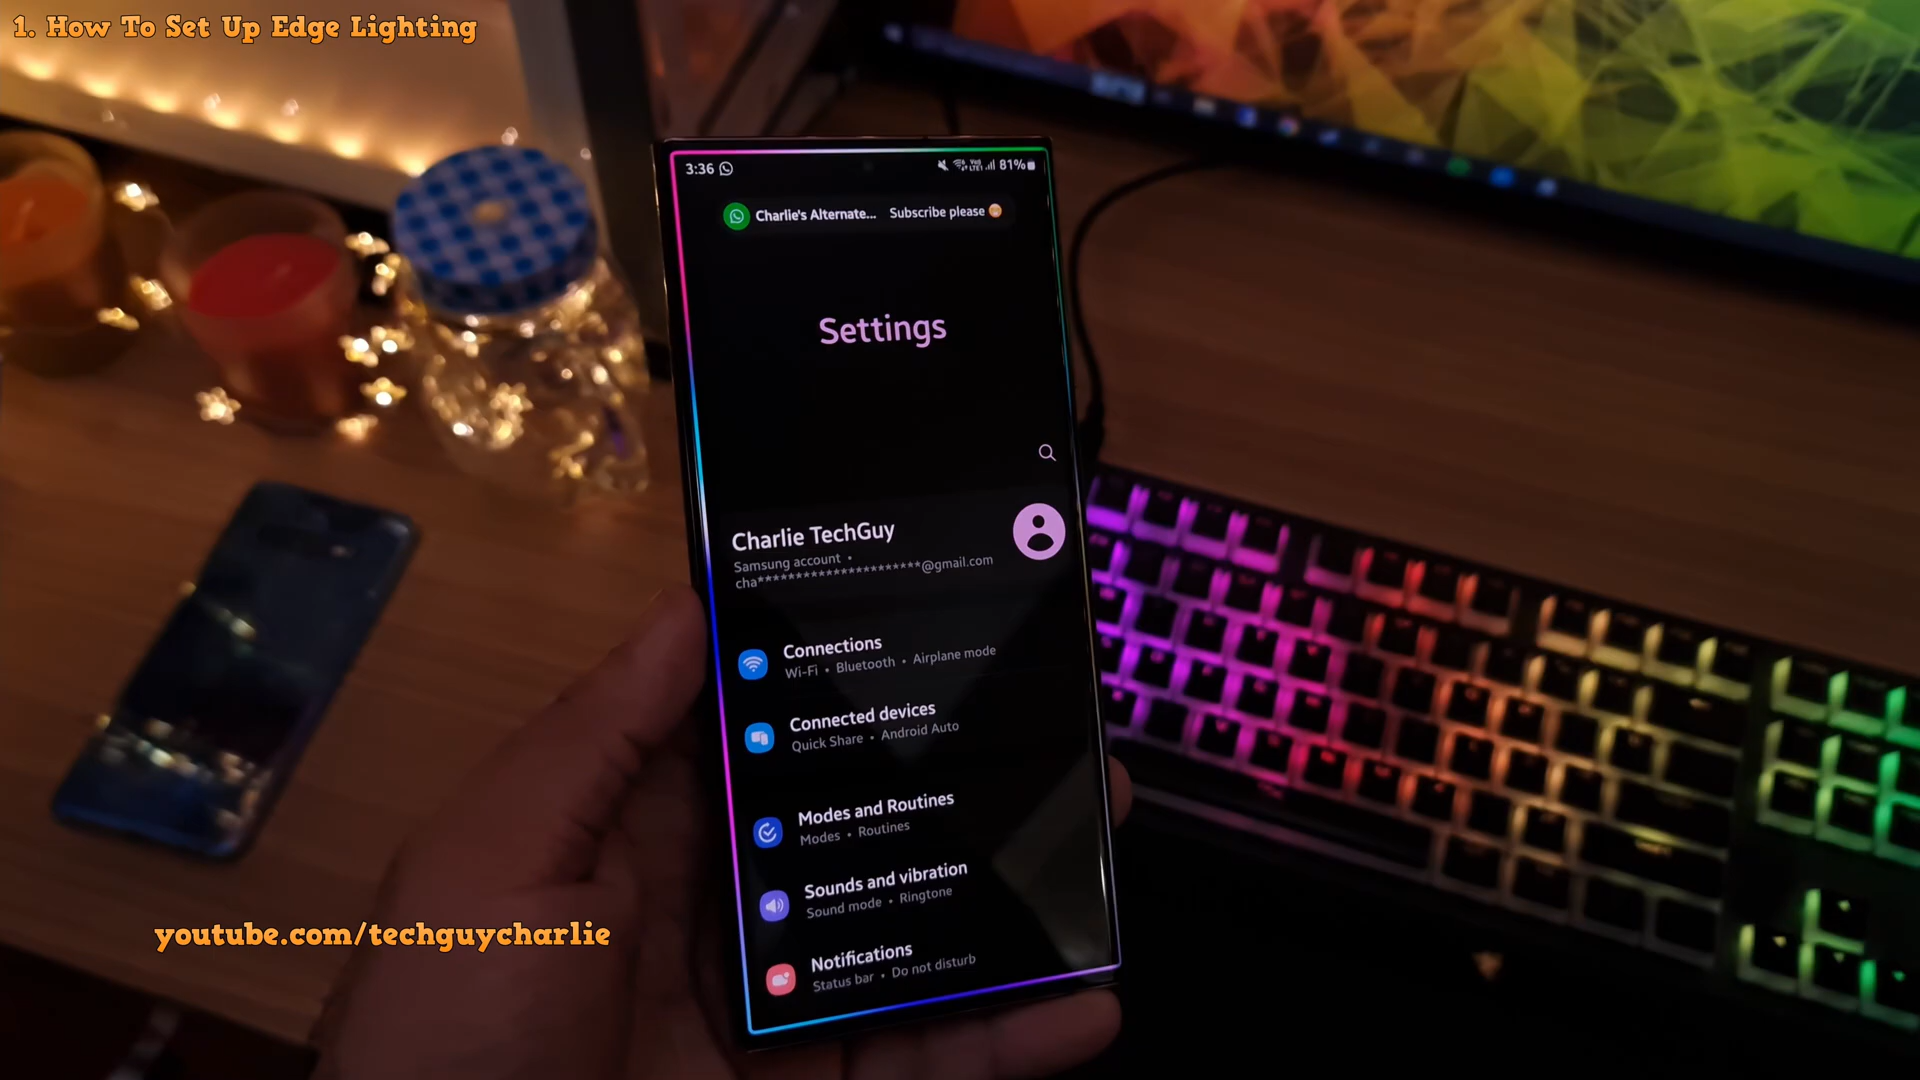 1. How To Set Up Edge Lighting
3:36 81%
Charlie's Alternate... Subscribe please
Settings
Charlie TechGuy
Samsung account •
cha**********************@gmail.com
Connections
Wi-Fi • Bluetooth • Airplane mode
Connected devices
Quick Share • Android Auto
Modes and Routines
Modes • Routines
Sounds and vibration
Sound mode • Ringtone
Notifications
Status bar • Do not disturb
youtube.com/techguycharlie